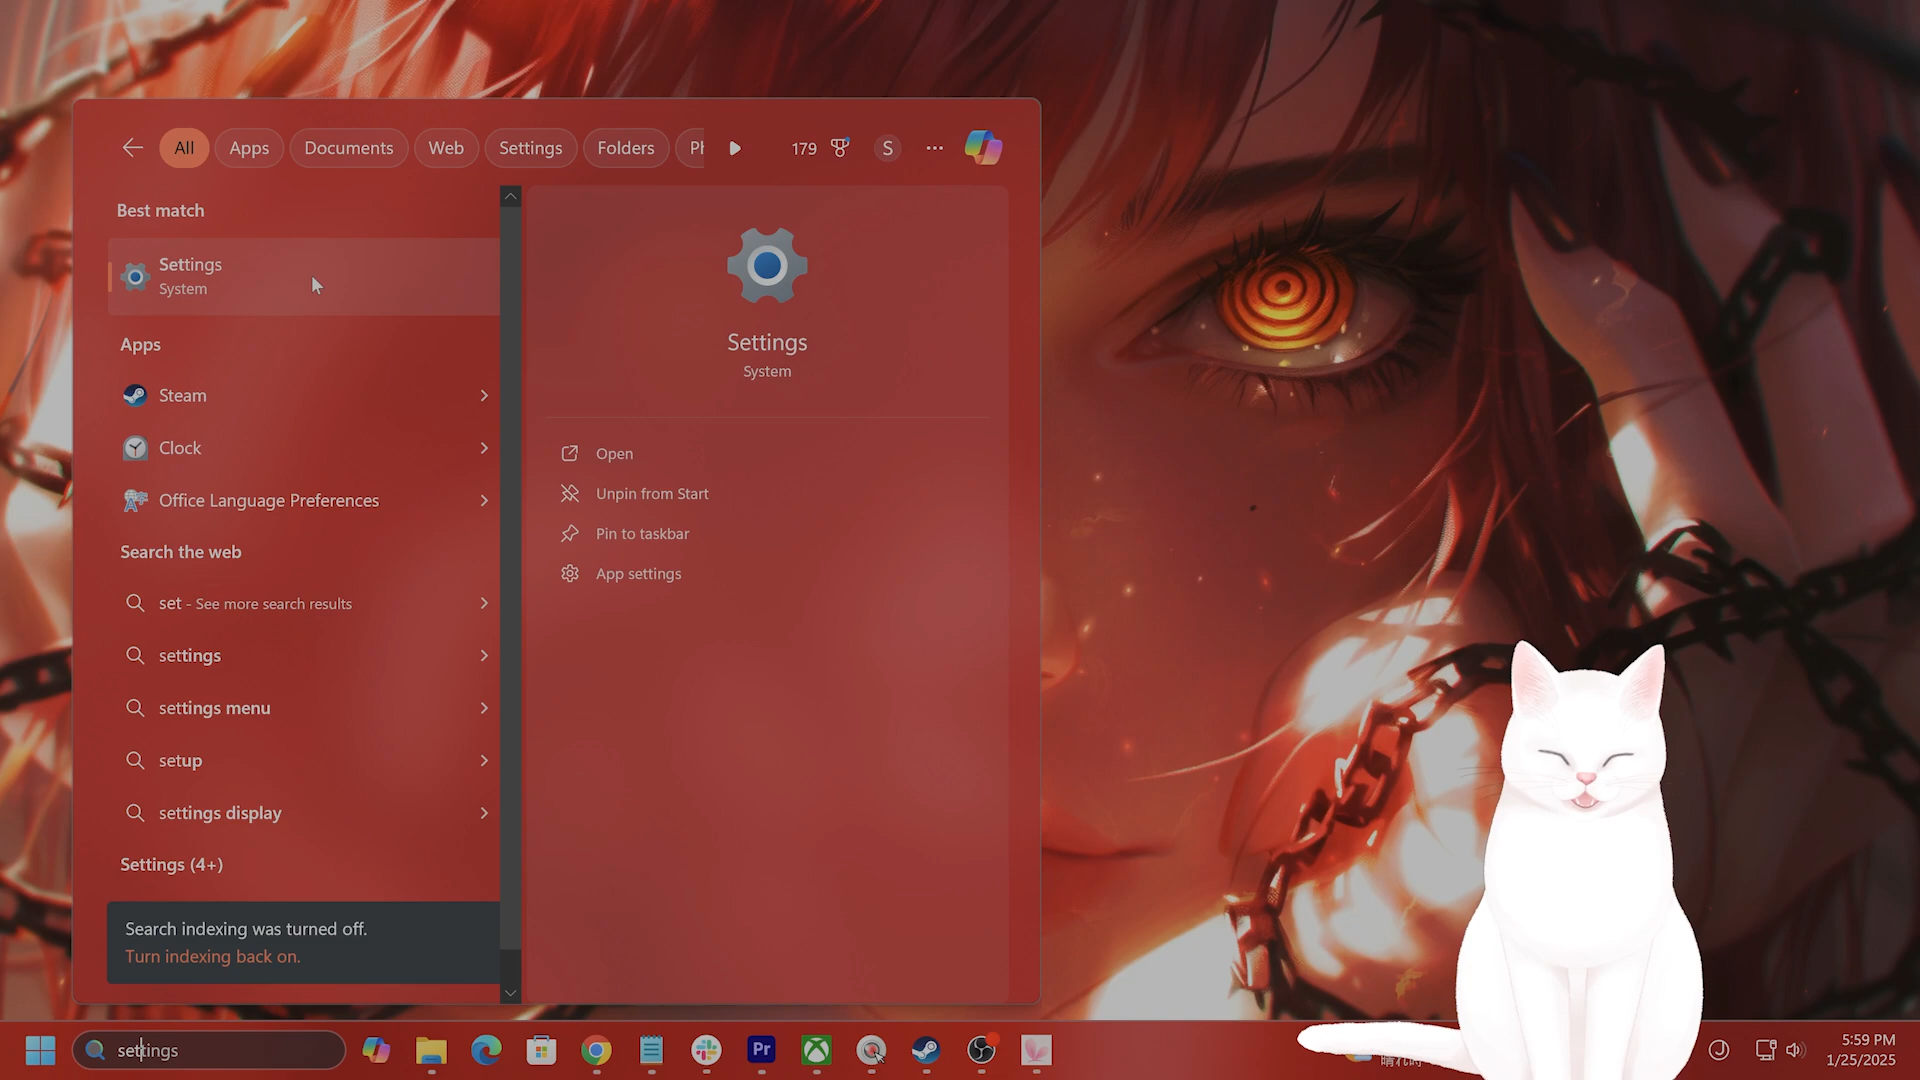 All
Apps
Documents
Web
Settings
Folders
179
S
Best match
Settings
System
Apps
Steam
Clock
Office Language Preferences
Search the web
set - See more search results
settings
settings menu
setup
settings display
Settings (4+)
Search indexing was turned off.
Turn indexing back on.
Settings
System
Open
Unpin from Start
Pin to taskbar
App settings
settings
Pr
5:59 PM
1/25/2025